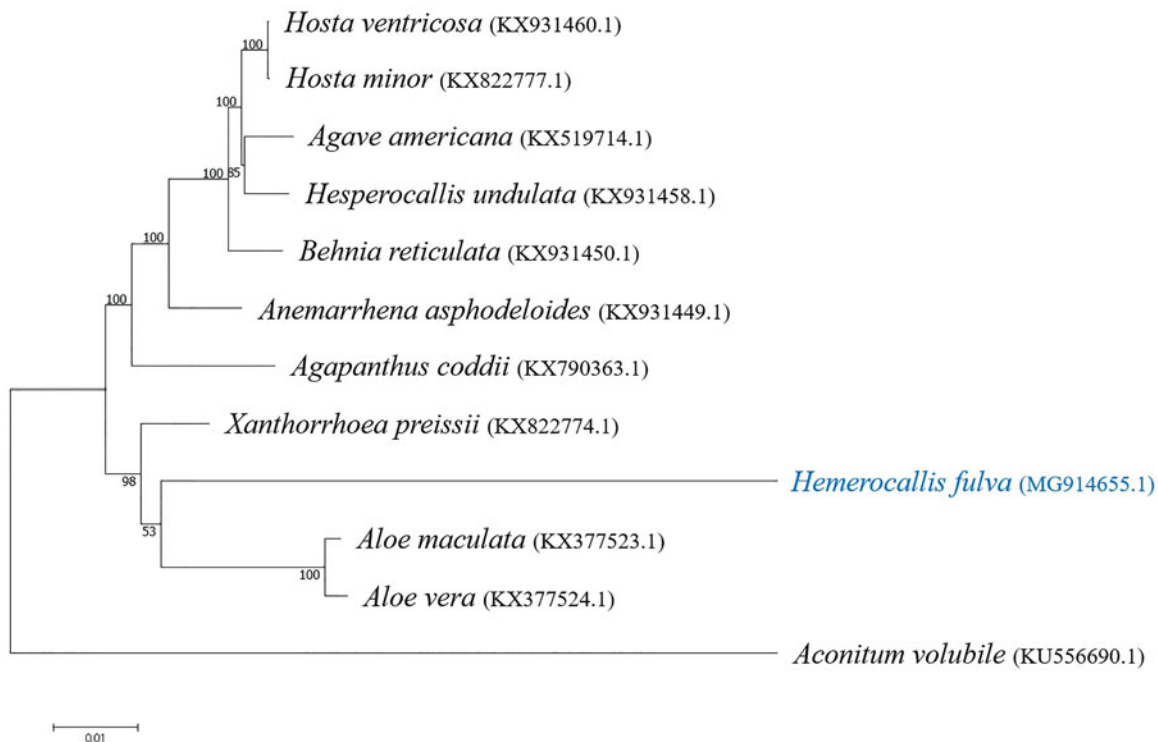 Hosta ventricosa (KX931460.1)
100
Hosta minor (KX822777.1)
100
Agave americana (KX519714.1)
100
85
Hesperocallis undulata (KX931458.1)
100
Behnia reticulata (KX931450.1)
100
Anemarrhena asphodeloides (KX931449.1)
Agapanthus coddii (KX790363.1)
Xanthorrhoea preissii (KX822774.1)
98
Hemerocallis fulva (MG914655.1)
53
Aloe maculata (KX377523.1)
100
Aloe vera (KX377524.1)
Aconitum volubile (KU556690.1)
0.01